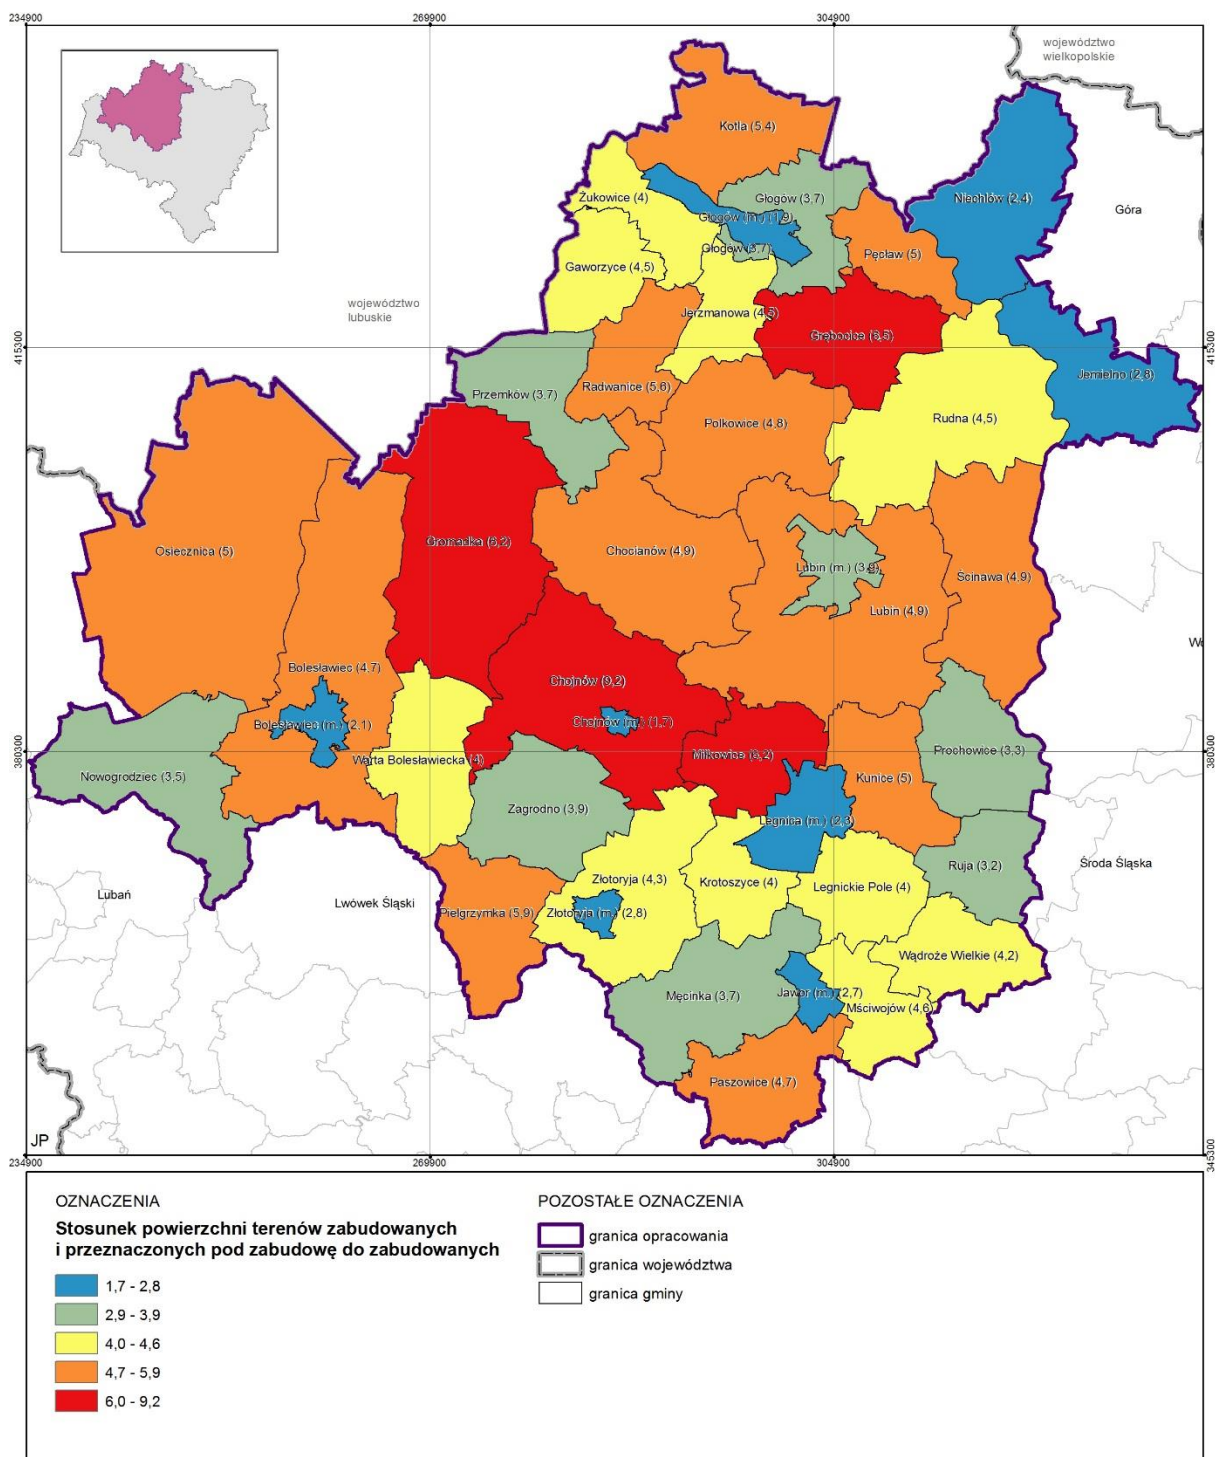 234900
269900
304900
województwo
wielkopolskie
Kotla (5,4)
Żukowice (4)
Głogów (3,7)
Niechlów (2,4)
Góra
Głogów (m.) (1,9)
Głogów (3,7)
Pęcław (5)
Gaworzyce (4,5)
województwo
lubuskie
Jerzmanowa (4,5)
Grębocice (6,5)
415300
415300
Przemków (3,7)
Radwanice (5,6)
Jemielno (2,8)
Polkowice (4,8)
Rudna (4,5)
Osiecznica (5)
Gromadka (6,2)
Chocianów (4,9)
Lubin (m.) (3,9)
Ścinawa (4,9)
Lubin (4,9)
Bolesławiec (4,7)
Chojnów (9,2)
Bolesławiec (m.) (2,1)
Chojnów (m.) (1,7)
380300
380300
Warta Bolesławiecka (4)
Miłkowice (6,2)
Prochowice (3,3)
Nowogrodziec (3,5)
Kunice (5)
Zagrodno (3,9)
Legnica (m.) (2,3)
Środa Śląska
Ruja (3,2)
Lubań
Lwówek Śląski
Złotoryja (4,3)
Krotoszyce (4)
Legnickie Pole (4)
Pielgrzymka (5,9)
Złotoryja (m.) (2,8)
Wądroże Wielkie (4,2)
Męcinka (3,7)
Jawor (m.) (2,7)
Mściwojów (4,6)
Paszowice (4,7)
JP
345300
234900
269900
304900
OZNACZENIA
Stosunek powierzchni terenów zabudowanych
i przeznaczonych pod zabudowę do zabudowanych
1,7 - 2,8
2,9 - 3,9
4,0 - 4,6
4,7 - 5,9
6,0 - 9,2
POZOSTAŁE OZNACZENIA
granica opracowania
granica województwa
granica gminy